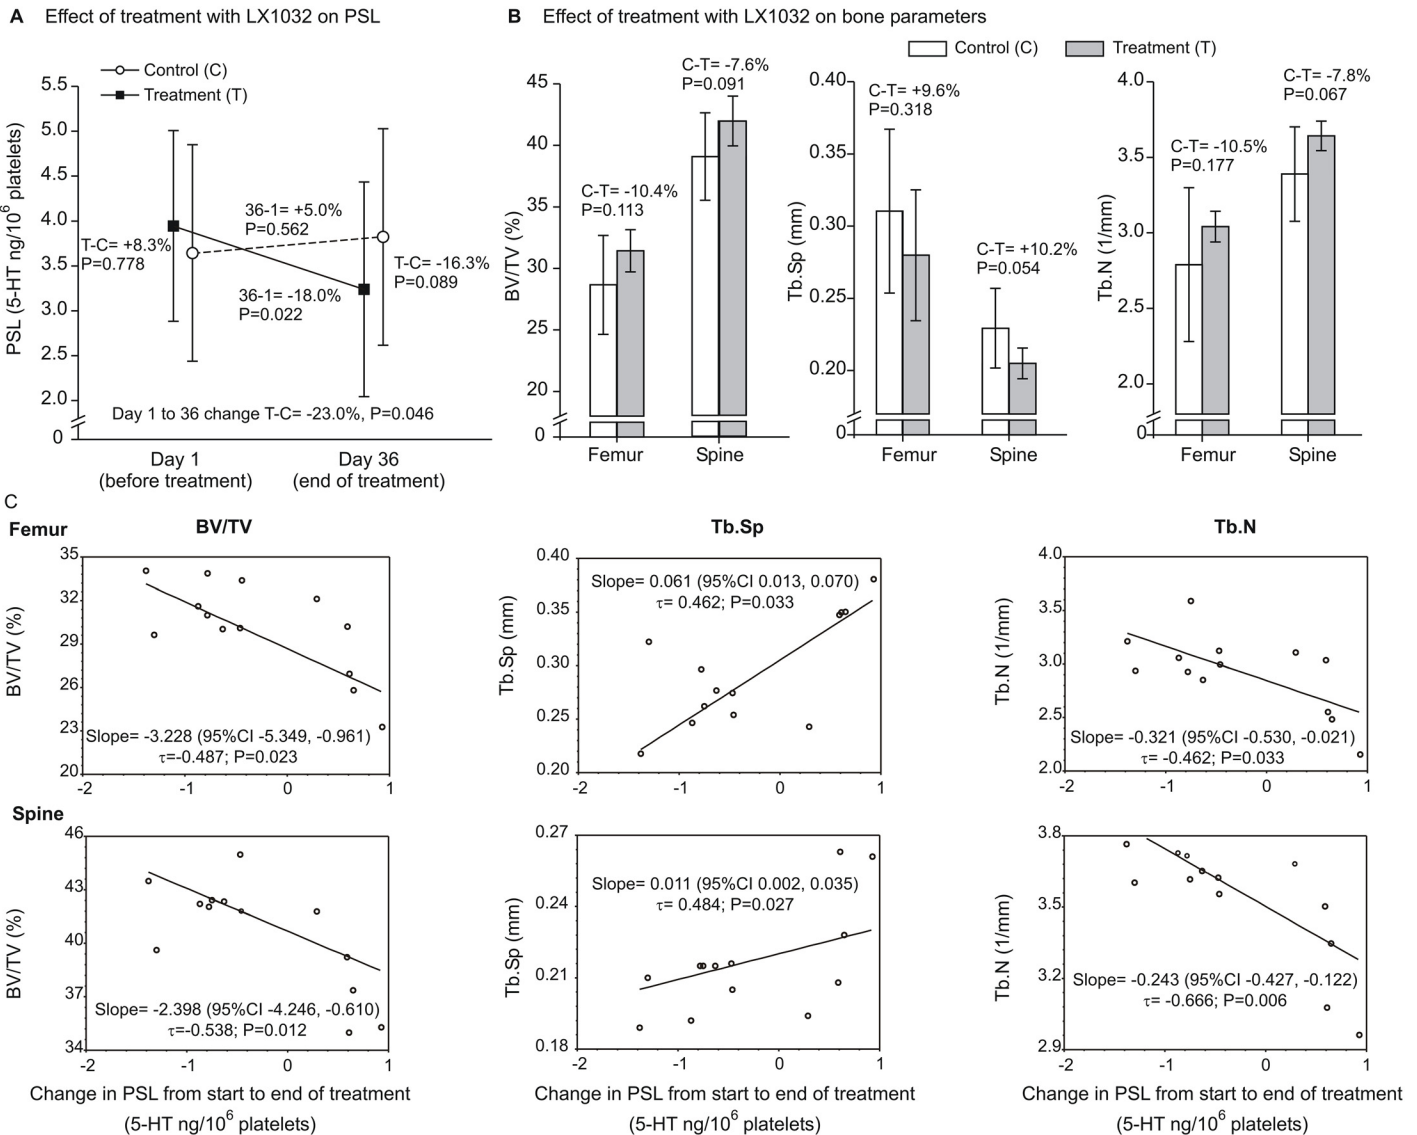 A Effect of treatment with LX1032 on PSL
Control (C)
Treatment (T)
PSL (5-HT ng/10⁶ platelets)
5.5
5.0
4.5
4.0
3.5
3.0
2.5
2.0
0
T-C= +8.3%
P=0.778
36-1= +5.0%
P=0.562
36-1= -18.0%
P=0.022
T-C= -16.3%
P=0.089
Day 1 to 36 change T-C= -23.0%, P=0.046
Day 1 Day 36
(before treatment) (end of treatment)
B Effect of treatment with LX1032 on bone parameters
Control (C) Treatment (T)
BV/TV (%)
45
40
35
30
25
20
0
C-T= -10.4%
P=0.113
C-T= -7.6%
P=0.091
Femur Spine
Tb.Sp (mm)
0.40
0.35
0.30
0.25
0.20
0
C-T= +9.6%
P=0.318
C-T= +10.2%
P=0.054
Femur Spine
Tb.N (1/mm)
4.0
3.5
3.0
2.5
2.0
0
C-T= -10.5%
P=0.177
C-T= -7.8%
P=0.067
Femur Spine
C
Femur
BV/TV
BV/TV (%)
35
32
29
26
23
20
Slope= -3.228 (95%CI -5.349, -0.961)
τ=-0.487; P=0.023
-2 -1 0 1
Tb.Sp
Tb.Sp (mm)
0.40
0.35
0.30
0.25
0.20
Slope= 0.061 (95%CI 0.013, 0.070)
τ= 0.462; P=0.033
-2 -1 0 1
Tb.N
Tb.N (1/mm)
4.0
3.5
3.0
2.5
2.0
Slope= -0.321 (95%CI -0.530, -0.021)
τ= -0.462; P=0.033
-2 -1 0 1
Spine
BV/TV (%)
46
43
40
37
34
Slope= -2.398 (95%CI -4.246, -0.610)
τ=-0.538; P=0.012
-2 -1 0 1
Change in PSL from start to end of treatment
(5-HT ng/10⁶ platelets)
Tb.Sp (mm)
0.27
0.24
0.21
0.18
Slope= 0.011 (95%CI 0.002, 0.035)
τ= 0.484; P=0.027
-2 -1 0 1
Change in PSL from start to end of treatment
(5-HT ng/10⁶ platelets)
Tb.N (1/mm)
3.8
3.5
3.2
2.9
Slope= -0.243 (95%CI -0.427, -0.122)
τ= -0.666; P=0.006
-2 -1 0 1
Change in PSL from start to end of treatment
(5-HT ng/10⁶ platelets)